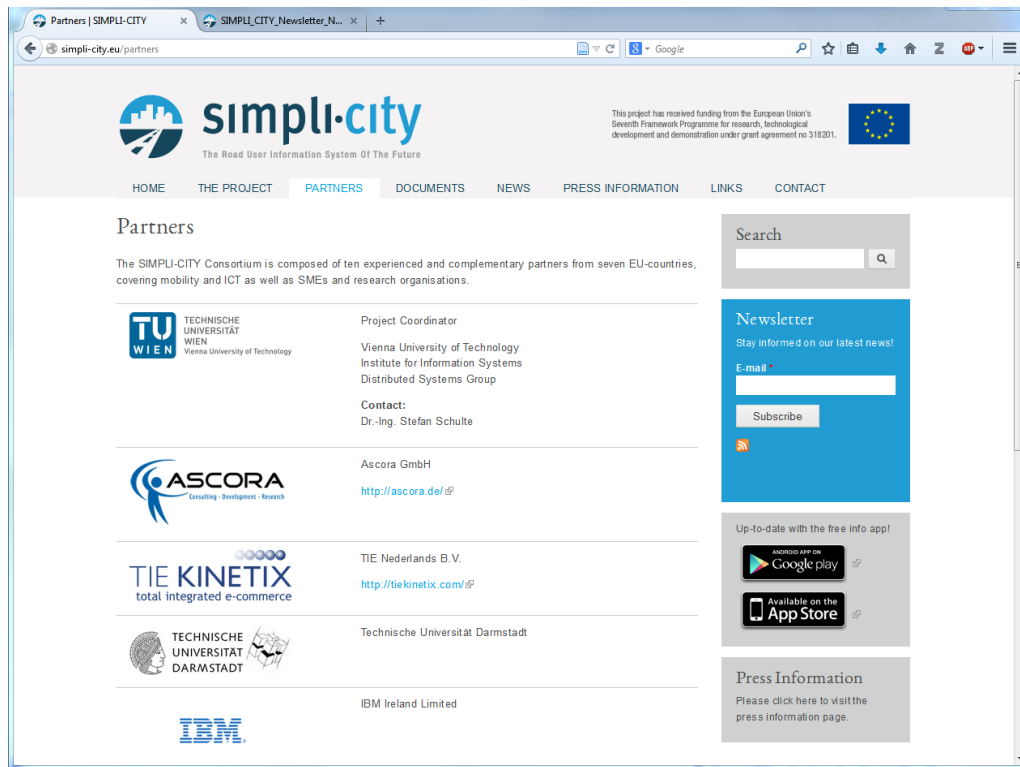 Partners | SIMPLI-CITY
SIMPLI_CITY_Newsletter_N...
simpli-city.eu/partners
Google
simpli·city
The Road User Information System Of The Future
This project has received funding from the European Union's
Seventh Framework Programme for research, technological
development and demonstration under grant agreement no 318201.
HOME THE PROJECT PARTNERS DOCUMENTS NEWS PRESS INFORMATION LINKS CONTACT
Partners
The SIMPLI-CITY Consortium is composed of ten experienced and complementary partners from seven EU-countries,
covering mobility and ICT as well as SMEs and research organisations.
TU
WIEN
TECHNISCHE
UNIVERSITÄT
WIEN
Vienna University of Technology
Project Coordinator
Vienna University of Technology
Institute for Information Systems
Distributed Systems Group
Contact:
Dr.-Ing. Stefan Schulte
ASCORA
Consulting - Development - Research
Ascora GmbH
http://ascora.de/
TIE KINETIX
total integrated e-commerce
TIE Nederlands B.V.
http://tiekinetix.com/
TECHNISCHE
UNIVERSITÄT
DARMSTADT
Technische Universität Darmstadt
IBM.
IBM Ireland Limited
Search
Newsletter
Stay informed on our latest news!
E-mail *
Subscribe
Up-to-date with the free info app!
ANDROID APP ON
Google play
Available on the
App Store
Press Information
Please click here to visit the
press information page.